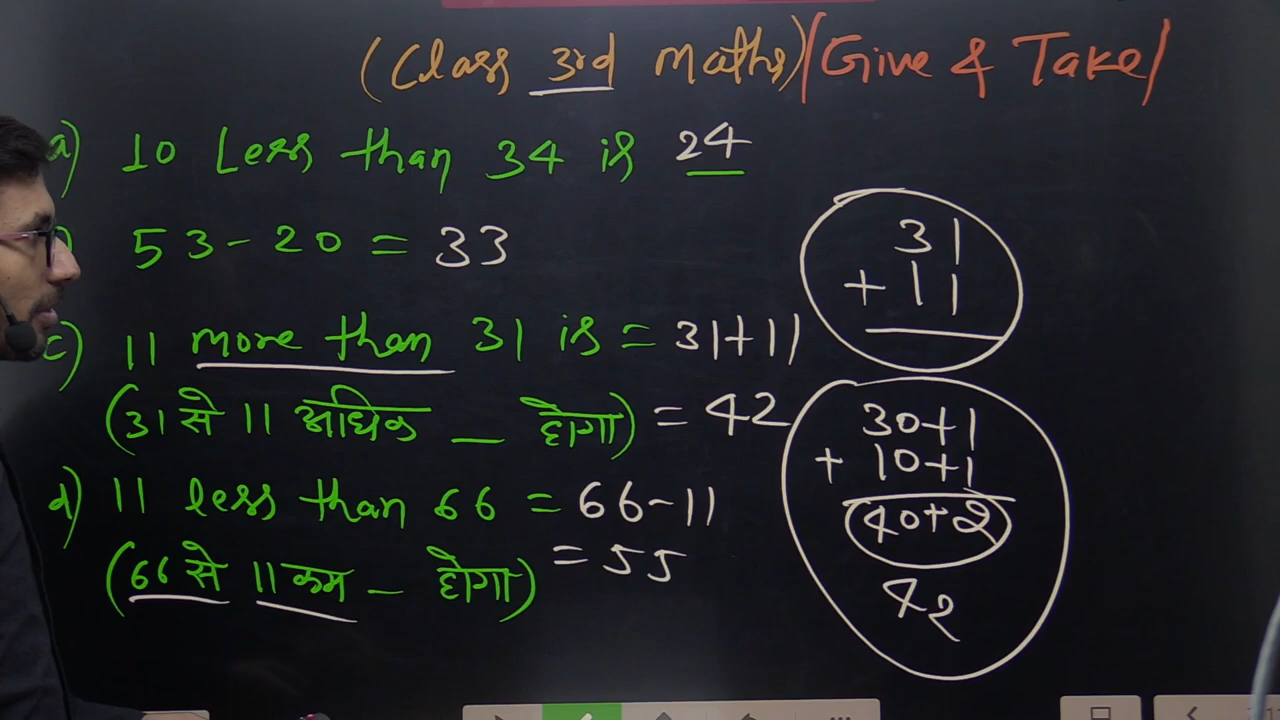 (Class 3rd maths) (Give & Take)
a) 10 Less than 34 is 24
) 53-20 = 33
c) 11 more than 31 is = 31+11
(31 से 11 अधिक _ होगा) = 42
d) 11 less than 66 = 66-11
(66 से 11 कम _ होगा) = 55
31
+ 11
30+1
+ 10+1
40+2
42